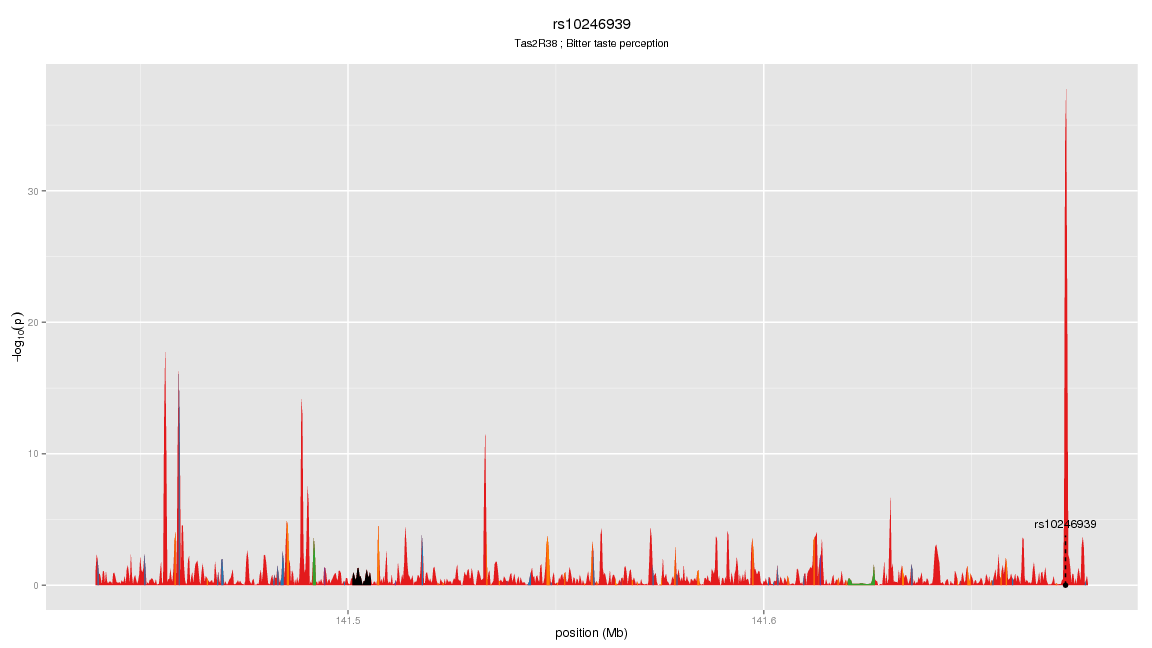 rs10246939
Tas2R38 ; Bitter taste perception
−log10(p)
30
20
10
0
rs10246939
141.5
141.6
position (Mb)